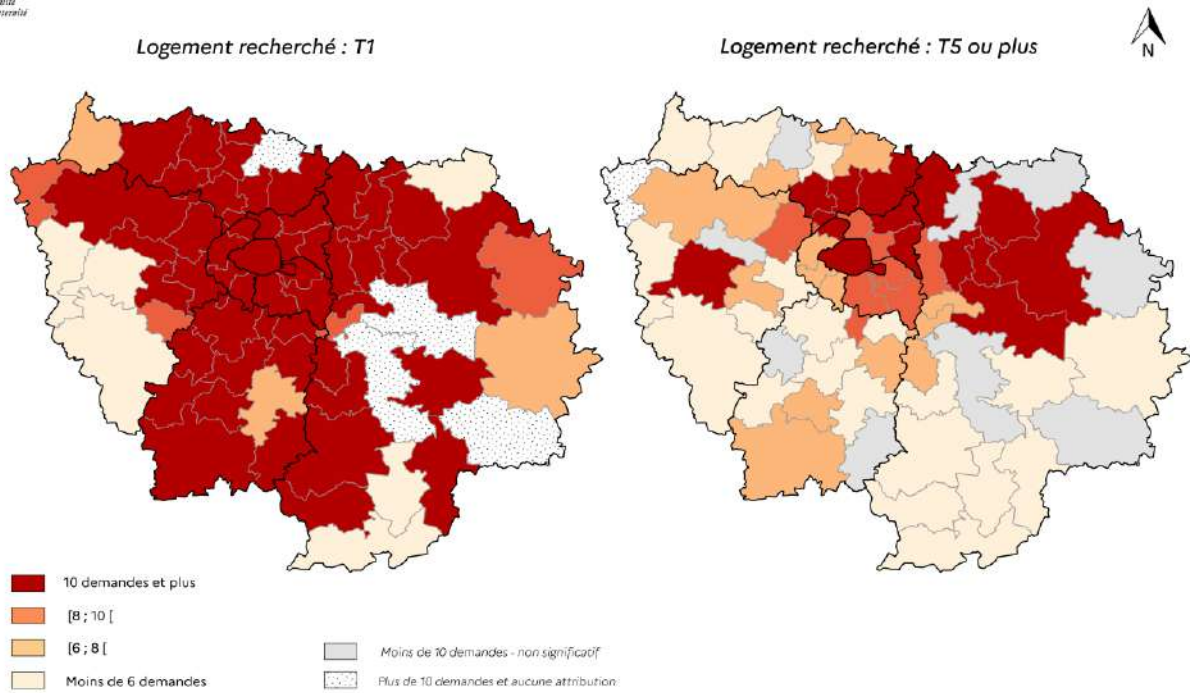 Logement recherché : T1
Logement recherché : T5 ou plus
N
10 demandes et plus
[8 ; 10 [
[6 ; 8 [
Moins de 6 demandes
Moins de 10 demandes - non significatif
Plus de 10 demandes et aucune attribution